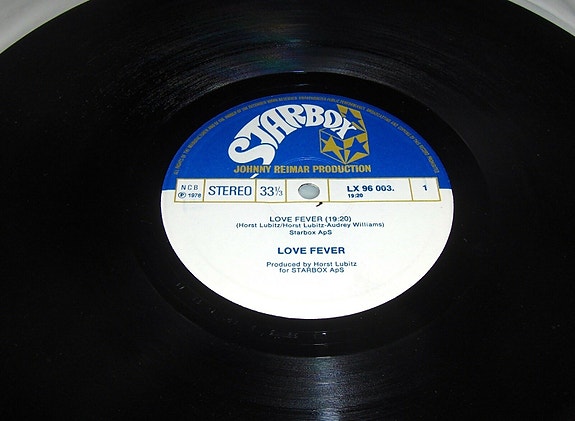 STARBOX
JOHNNY REIMAR PRODUCTION
NCB
Ⓟ 1978
STEREO
33⅓
LX 96 003.
19:20
1
LOVE FEVER (19:20)
(Horst Lubitz/Horst Lubitz-Audrey Williams)
Starbox ApS
LOVE FEVER
Produced by Horst Lubitz
for STARBOX ApS